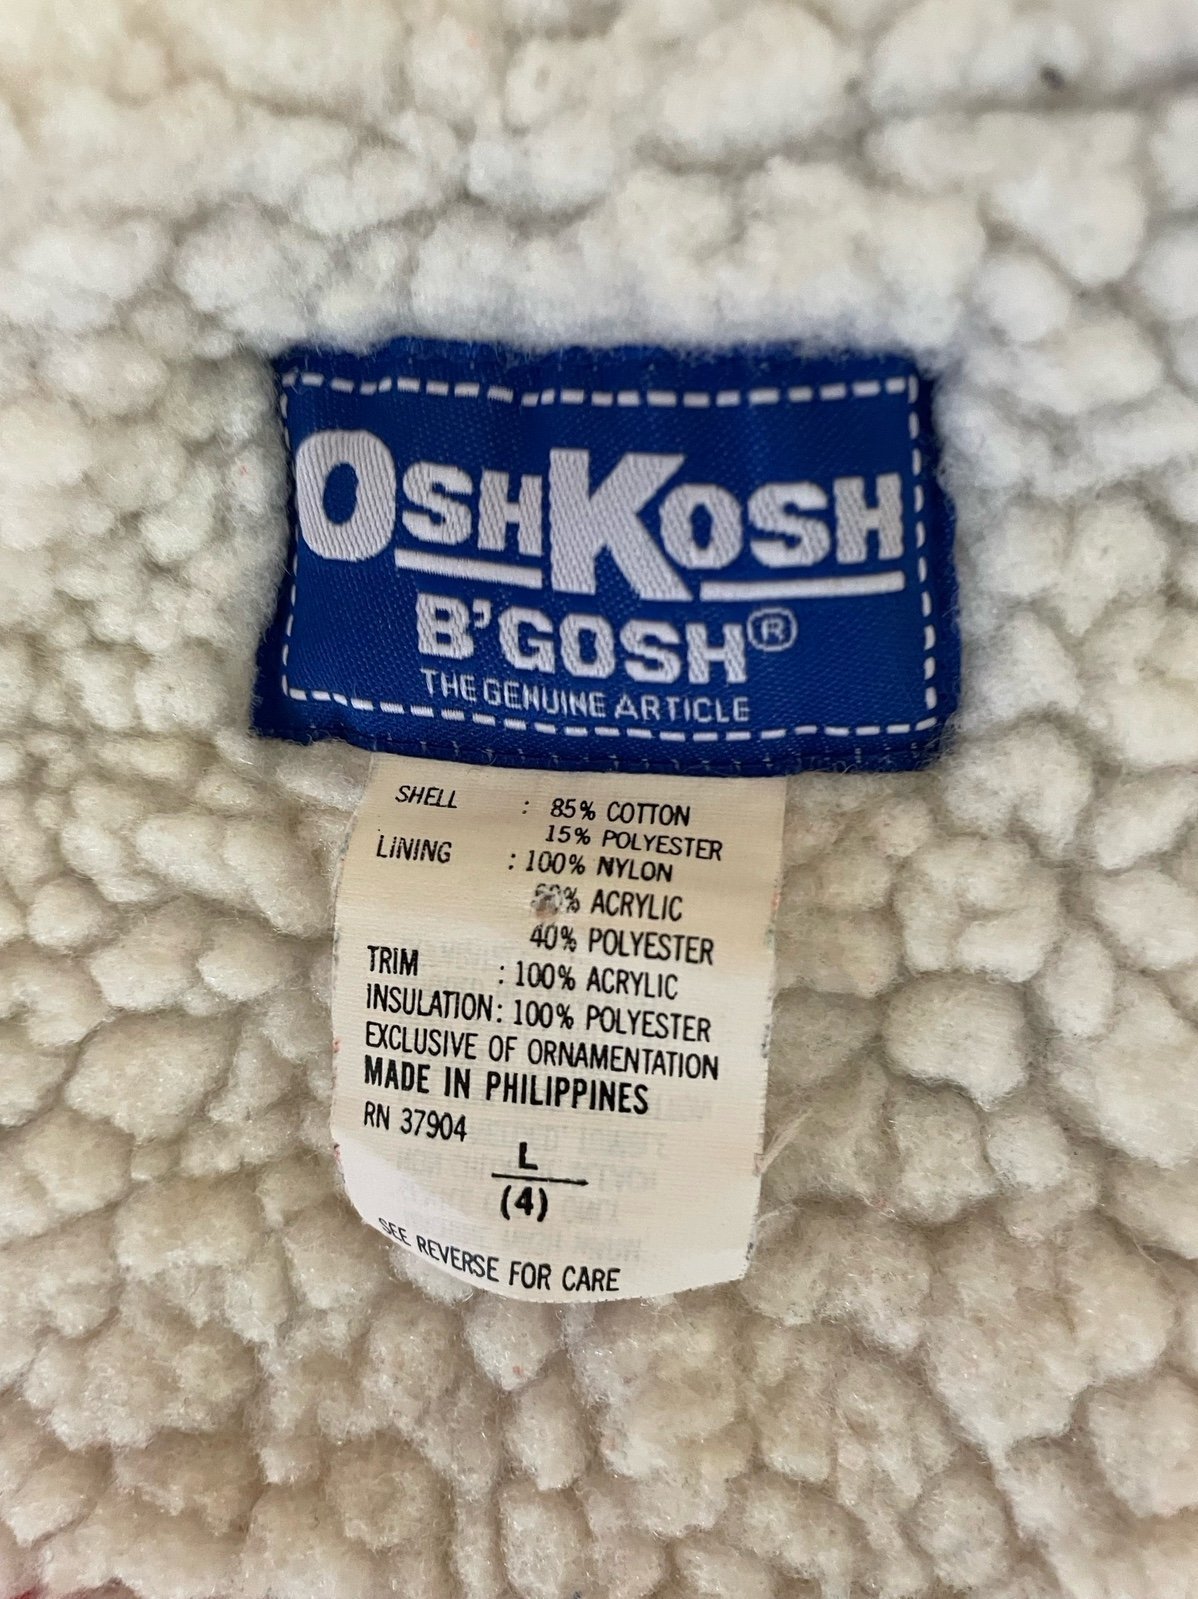 OSHKOSH
B'GOSH®
THE GENUINE ARTICLE
SHELL : 85% COTTON
15% POLYESTER
LINING : 100% NYLON
% ACRYLIC
40% POLYESTER
TRIM : 100% ACRYLIC
INSULATION: 100% POLYESTER
EXCLUSIVE OF ORNAMENTATION
MADE IN PHILIPPINES
RN 37904
L
(4)
SEE REVERSE FOR CARE